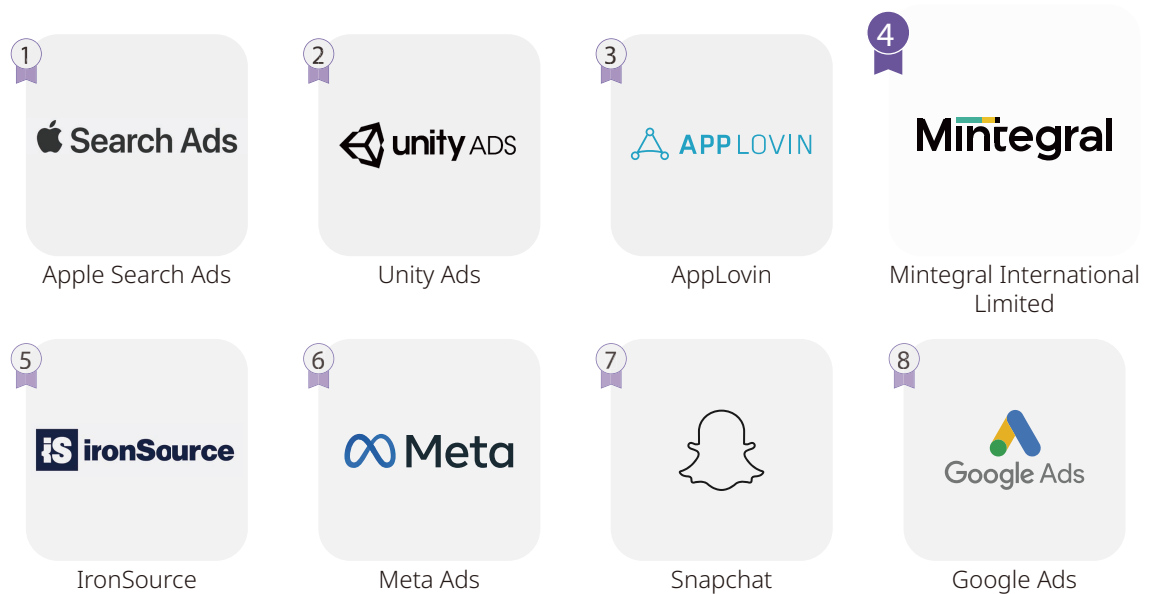 1
Search Ads
Apple Search Ads
2
unity ADS
Unity Ads
3
APPLOVIN
AppLovin
4
Mintegral
Mintegral International
Limited
5
iS ironSource
IronSource
6
Meta
Meta Ads
7
Snapchat
8
Google Ads
Google Ads